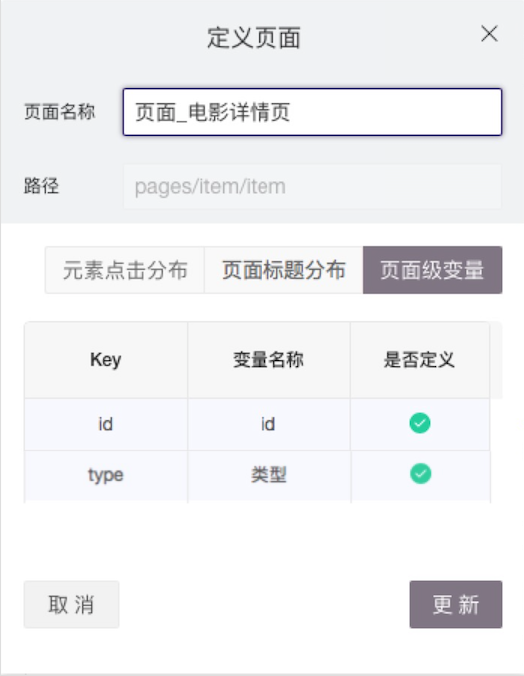 定义页面
页面名称 页面_电影详情页
路径 pages/item/item
元素点击分布 页面标题分布 页面级变量
Key 变量名称 是否定义
id id
type 类型
取 消 更 新